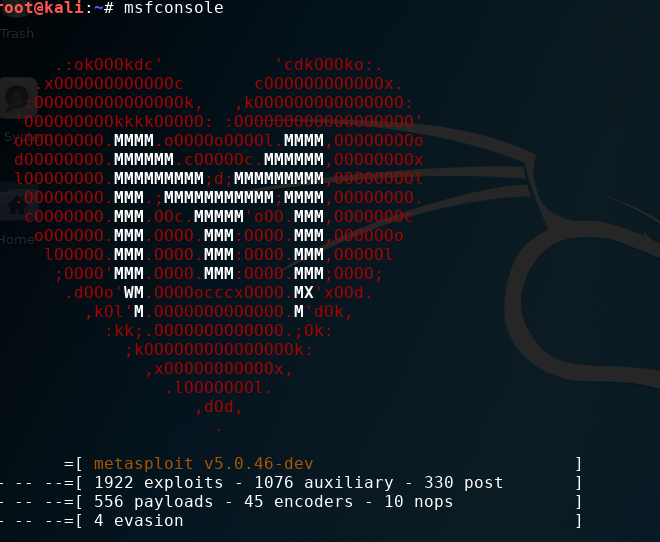 root@kali:~# msfconsole
Trash
      .:okOOOkdc'           'cdkOOOko:.
    .xOOOOOOOOOOOOc       cOOOOOOOOOOOOx.
   :OOOOOOOOOOOOOOOk,   ,kOOOOOOOOOOOOOOO:
  'OOOOOOOOOkkkkOOOOO: :OOOOOOOOOOOOOOOOOO'
System
  oOOOOOOOO.MMMM.oOOOOoOOOOl.MMMM,OOOOOOOOo
  dOOOOOOOO.MMMMMM.cOOOOOc.MMMMMM,OOOOOOOOx
  lOOOOOOOO.MMMMMMMMM;d;MMMMMMMMM,OOOOOOOOl
  .OOOOOOOO.MMM.;MMMMMMMMMMM;MMMM,OOOOOOOO.
   cOOOOOOO.MMM.OOc.MMMMM'oOO.MMM,OOOOOOOc
Home
    oOOOOOO.MMM.OOOO.MMM:OOOO.MMM,OOOOOOo
     lOOOOO.MMM.OOOO.MMM:OOOO.MMM,OOOOOl
      ;OOOO'MMM.OOOO.MMM:OOOO.MMM;OOOO;
       .dOOo'WM.OOOOocccxOOOO.MX'xOOd.
         ,kOl'M.OOOOOOOOOOOOO.M'dOk,
           :kk;.OOOOOOOOOOOOO.;Ok:
             ;kOOOOOOOOOOOOOOOk:
               ,xOOOOOOOOOOOx,
                 .lOOOOOOOl.
                    ,dOd,
                      .
       =[ metasploit v5.0.46-dev                          ]
- -- --=[ 1922 exploits - 1076 auxiliary - 330 post       ]
- -- --=[ 556 payloads - 45 encoders - 10 nops            ]
- -- --=[ 4 evasion                                       ]